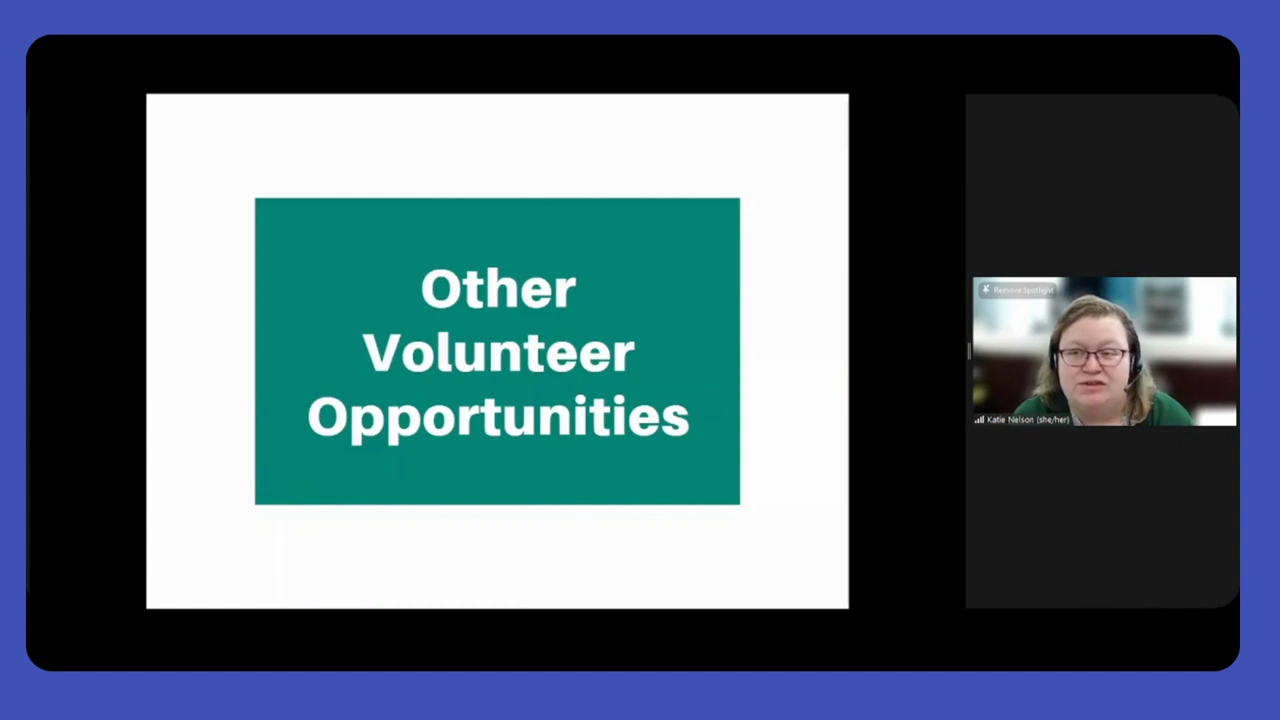 Other
Volunteer
Opportunities
Remove Spotlight
Katie Nelson (she/her)